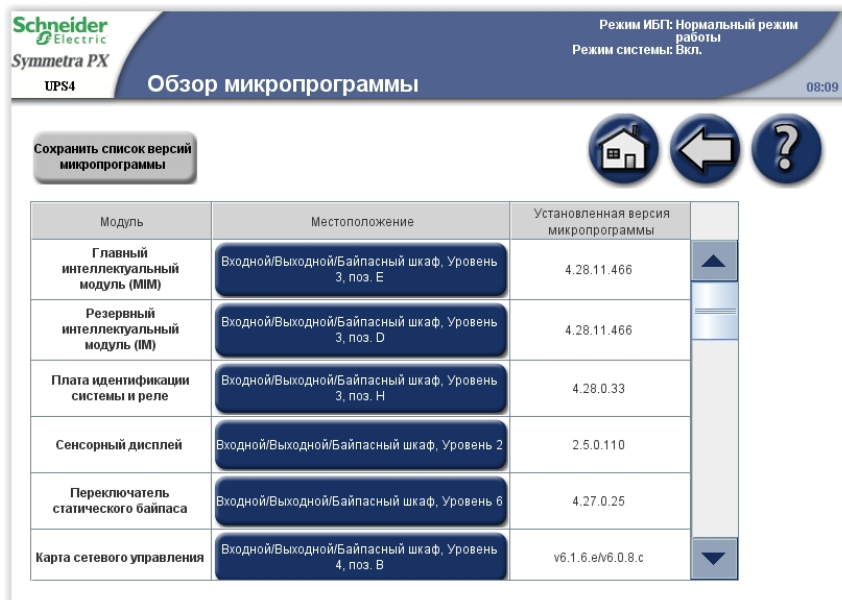 Schneider
Electric
Symmetra PX
UPS4
Обзор микропрограммы
Режим ИБП: Нормальный режим
работы
Режим системы: Вкл.
08:09
Сохранить список версий
микропрограммы
?
Модуль Местоположение Установленная версия
микропрограммы
Главный
интеллектуальный
модуль (MIM)
Входной/Выходной/Байпасный шкаф, Уровень
3, поз. E
4.28.11.466
Резервный
интеллектуальный
модуль (IM)
Входной/Выходной/Байпасный шкаф, Уровень
3, поз. D
4.28.11.466
Плата идентификации
системы и реле
Входной/Выходной/Байпасный шкаф, Уровень
3, поз. H
4.28.0.33
Сенсорный дисплей
Входной/Выходной/Байпасный шкаф, Уровень 2
2.5.0.110
Переключатель
статического байпаса
Входной/Выходной/Байпасный шкаф, Уровень 6
4.27.0.25
Карта сетевого управления
Входной/Выходной/Байпасный шкаф, Уровень
4, поз. B
v6.1.6.e/v6.0.8.c